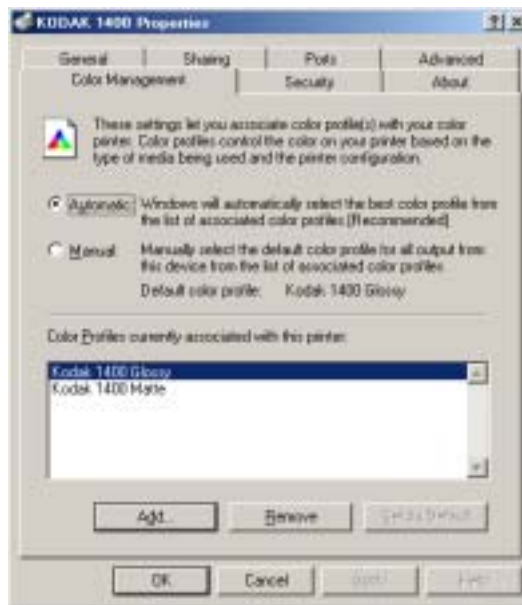 KODAK 1400 Properties
General Sharing Ports Advanced
Color Management Security About
These settings let you associate color profile(s) with your color
printer. Color profiles control the color on your printer based on the
type of media being used and the printer configuration.
Automatic Windows will automatically select the best color profile from
the list of associated color profiles (Recommended)
Manual Manually select the default color profile for all output from
this device from the list of associated color profiles
Default color profile: Kodak 1400 Glossy
Color Profiles currently associated with this printer:
Kodak 1400 Glossy
Kodak 1400 Matte
Add... Remove Set As Default
OK Cancel Apply Help